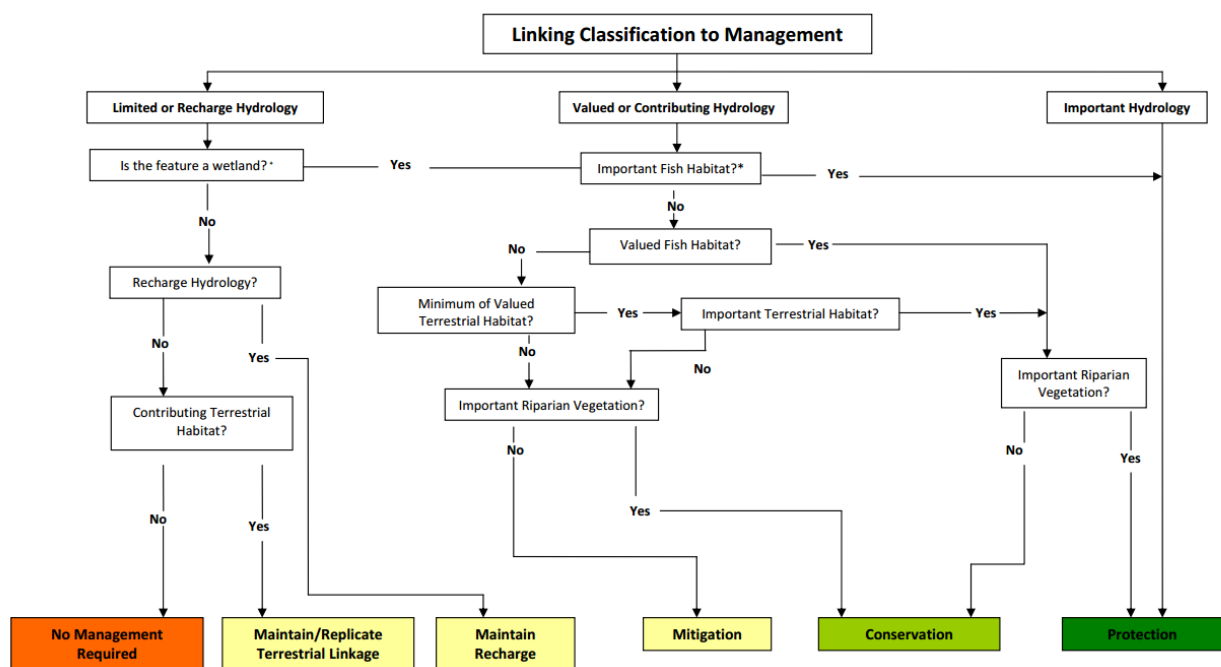 Linking Classification to Management
Limited or Recharge Hydrology
Valued or Contributing Hydrology
Important Hydrology
Is the feature a wetland?⁺
Yes
Important Fish Habitat?*
Yes
No
No
Valued Fish Habitat?
No
Yes
Recharge Hydrology?
Minimum of Valued
Terrestrial Habitat?
Yes
Important Terrestrial Habitat?
Yes
No
Yes
No
No
Important Riparian
Vegetation?
Contributing Terrestrial
Habitat?
Important Riparian Vegetation?
No
No
Yes
No
Yes
Yes
No
Yes
No Management
Required
Maintain/Replicate
Terrestrial Linkage
Maintain
Recharge
Mitigation
Conservation
Protection